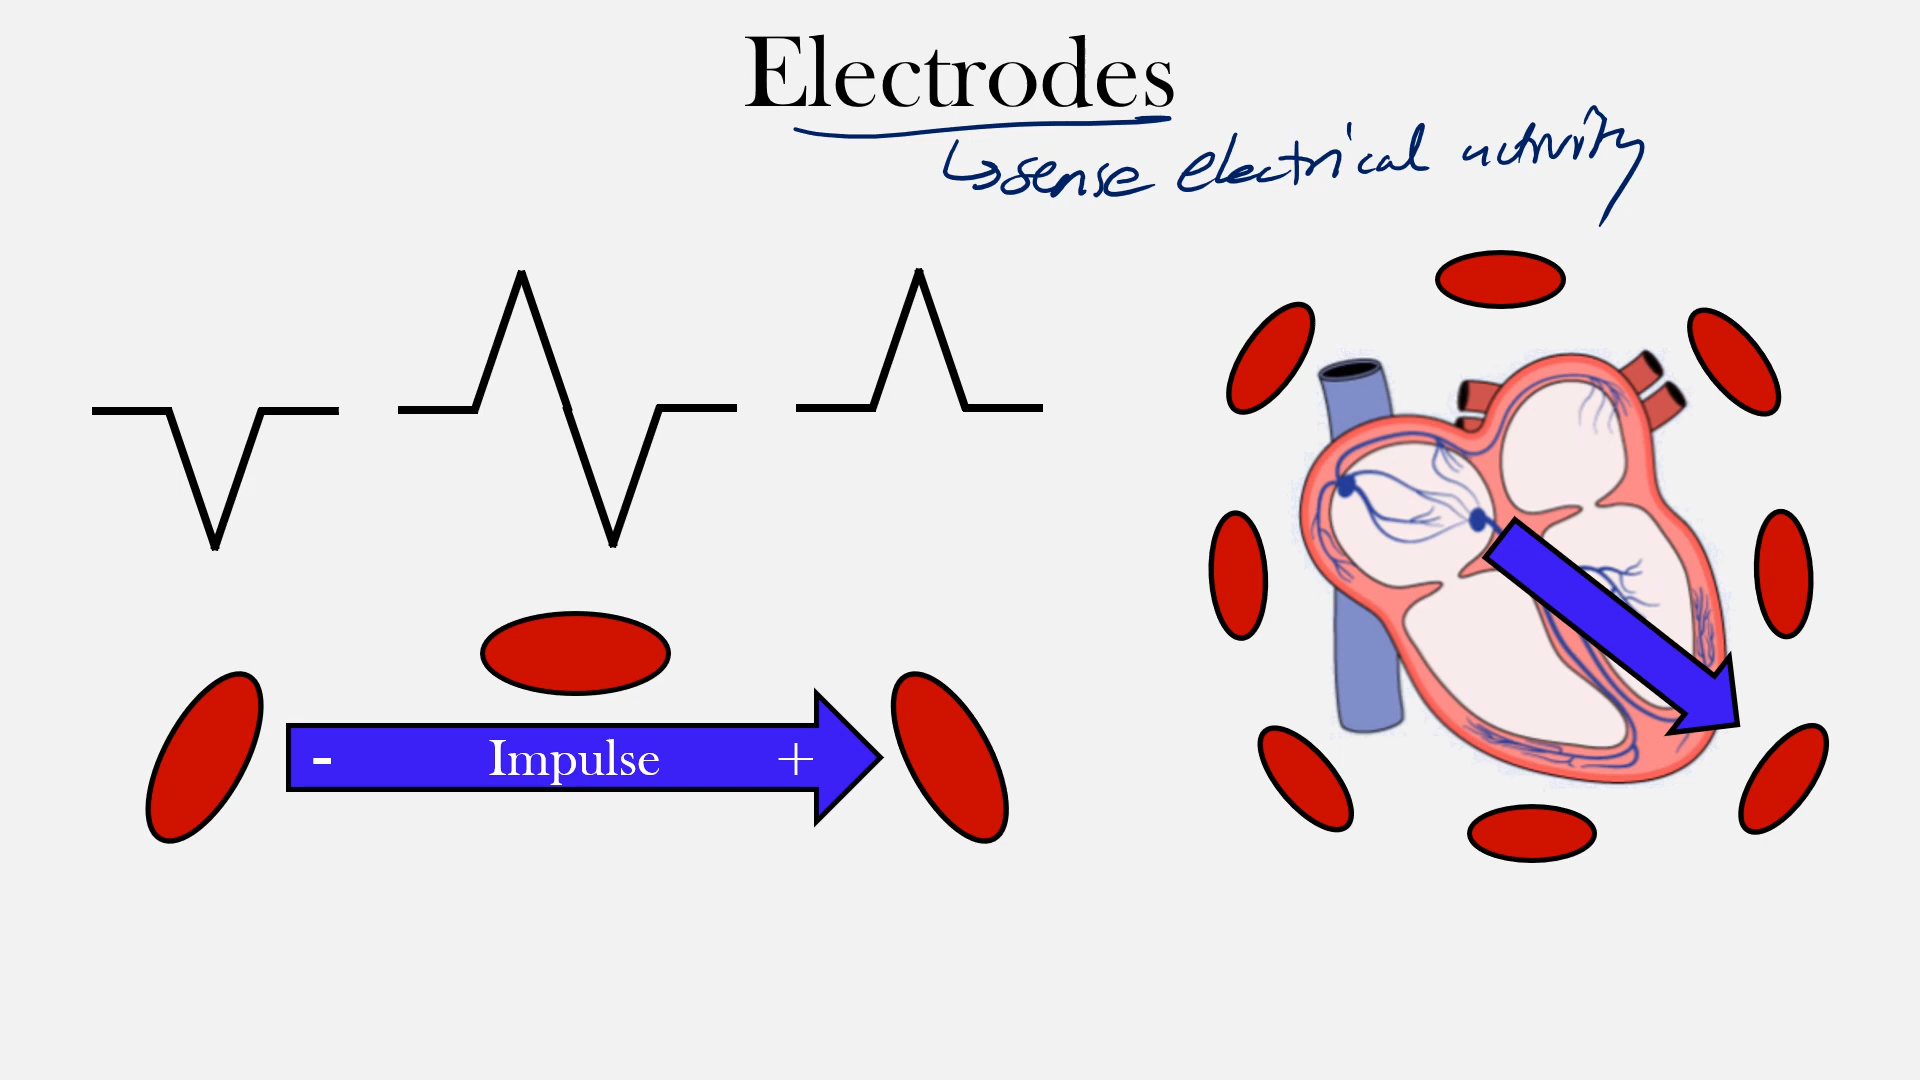 Electrodes
↳ sense electrical activity
- Impulse +